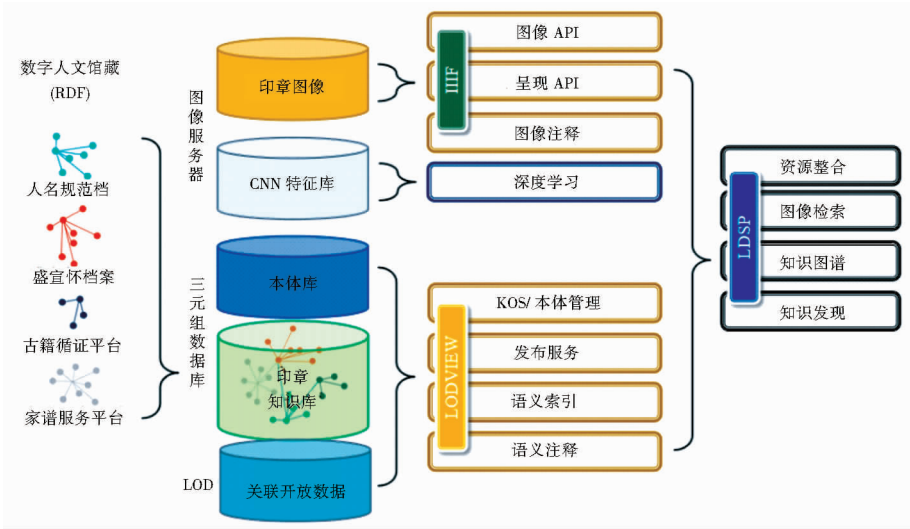 数字人文馆藏
(RDF)
人名规范档
盛宣怀档案
古籍循证平台
家谱服务平台
图像服务器
三元组数据库
LOD
印章图像
CNN 特征库
本体库
印章
知识库
关联开放数据
IIIF
图像 API
呈现 API
图像注释
深度学习
LODVIEW
KOS/本体管理
发布服务
语义索引
语义注释
LDSP
资源整合
图像检索
知识图谱
知识发现